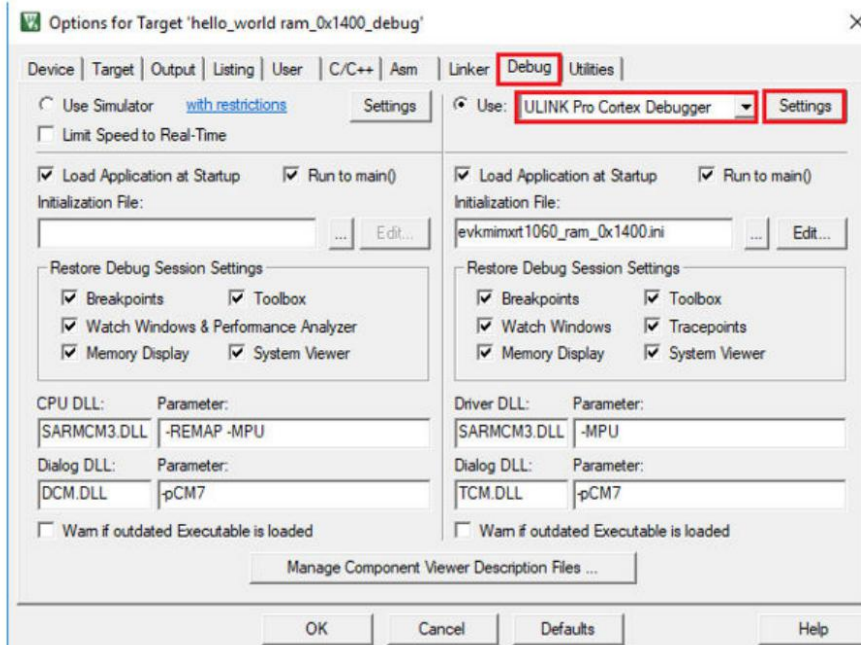 Options for Target 'hello_world ram_0x1400_debug'
Device Target Output Listing User C/C++ Asm Linker Debug Utilities
Use Simulator with restrictions Settings
Limit Speed to Real-Time
Use: ULINK Pro Cortex Debugger Settings
Load Application at Startup Run to main()
Initialization File:
... Edit...
Restore Debug Session Settings
Breakpoints Toolbox
Watch Windows & Performance Analyzer
Memory Display System Viewer
CPU DLL: Parameter:
SARMCM3.DLL -REMAP -MPU
Dialog DLL: Parameter:
DCM.DLL -pCM7
Warn if outdated Executable is loaded
Load Application at Startup Run to main()
Initialization File:
evkmimxrt1060_ram_0x1400.ini ... Edit...
Restore Debug Session Settings
Breakpoints Toolbox
Watch Windows Tracepoints
Memory Display System Viewer
Driver DLL: Parameter:
SARMCM3.DLL -MPU
Dialog DLL: Parameter:
TCM.DLL -pCM7
Warn if outdated Executable is loaded
Manage Component Viewer Description Files ...
OK Cancel Defaults Help